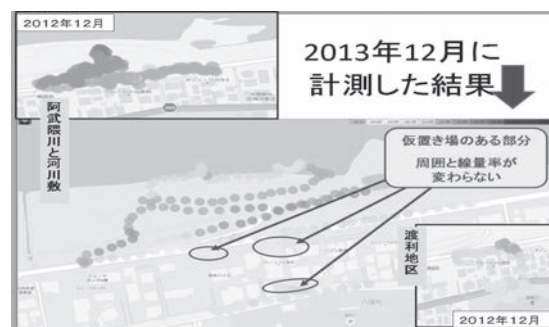 2012年12月
2013年12月に
計測した結果
阿武隈川と河川敷
仮置き場のある部分
周囲と線量率が
変わらない
渡利地区
2012年12月